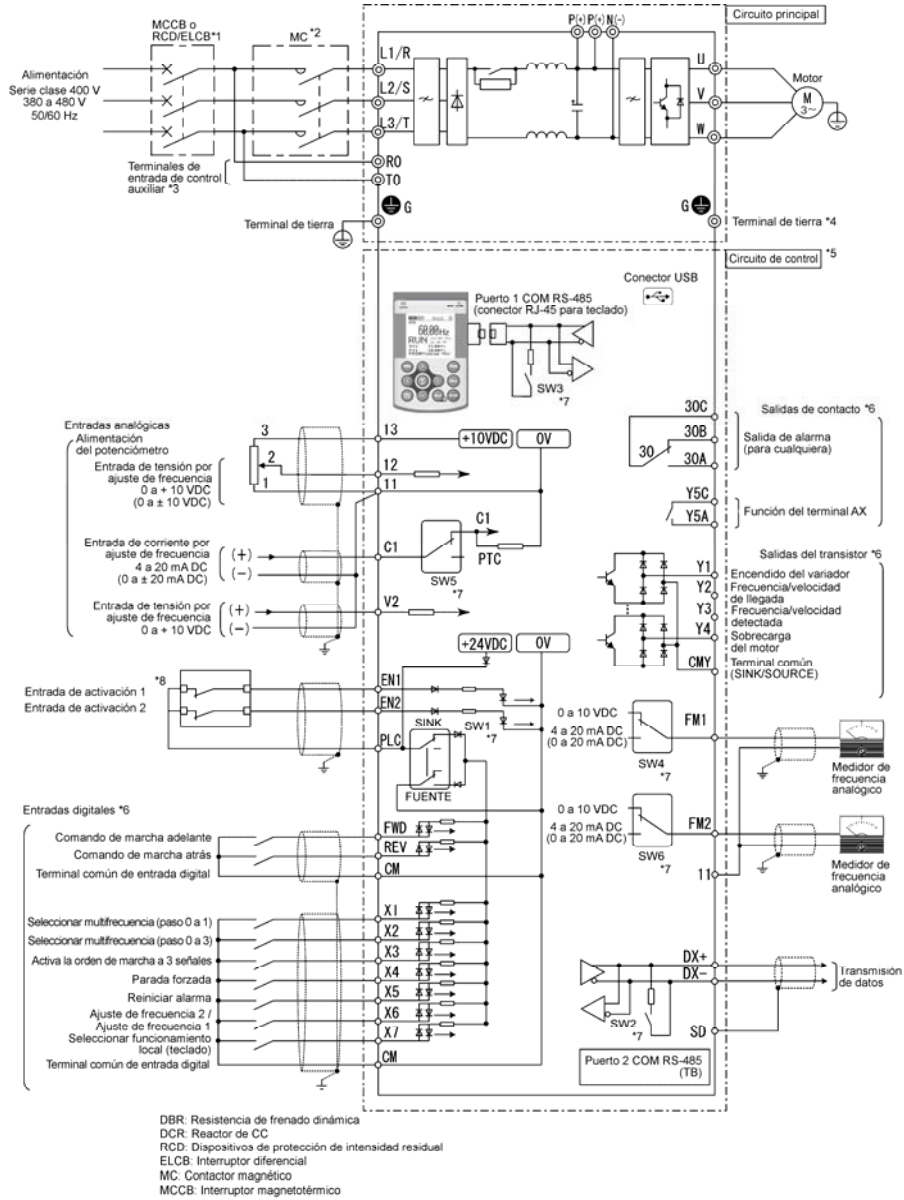 MCCB o
RCD/ELCB*1
MC *2
P(+) P(+) N(-)
Circuito principal
Alimentación
Serie clase 400 V
380 a 480 V
50/60 Hz
L1/R
L2/S
L3/T
U
V
W
Motor
M
3~
Terminales de
entrada de control
auxiliar *3
R0
T0
G
G
Terminal de tierra
Terminal de tierra *4
Circuito de control *5
Conector USB
Puerto 1 COM RS-485
(conector RJ-45 para teclado)
60.00Hz
RUN
SW3
*7
Entradas analógicas
Alimentación
del potenciómetro
Entrada de tensión por
ajuste de frecuencia
0 a + 10 VDC
(0 a ± 10 VDC)
3
2
1
13
12
11
+10VDC
0V
30C
30B
30
30A
Salidas de contacto *6
Salida de alarma
(para cualquiera)
Y5C
Y5A
Función del terminal AX
Entrada de corriente por
ajuste de frecuencia
4 a 20 mA DC
(0 a ± 20 mA DC)
(+)
(-)
C1
C1
PTC
SW5
*7
Entrada de tensión por
ajuste de frecuencia
0 a + 10 VDC
(+)
(-)
V2
Salidas del transistor *6
Y1
Y2
Y3
Y4
CMY
Encendido del variador
Frecuencia/velocidad
de llegada
Frecuencia/velocidad
detectada
Sobrecarga
del motor
Terminal común
(SINK/SOURCE)
+24VDC
0V
*8
Entrada de activación 1
Entrada de activación 2
EN1
EN2
PLC
SINK
SW1
*7
FUENTE
0 a 10 VDC
4 a 20 mA DC
(0 a 20 mA DC)
SW4
*7
FM1
Medidor de
frecuencia
analógico
0 a 10 VDC
4 a 20 mA DC
(0 a 20 mA DC)
SW6
*7
FM2
11
Medidor de
frecuencia
analógico
Entradas digitales *6
Comando de marcha adelante
Comando de marcha atrás
Terminal común de entrada digital
FWD
REV
CM
Seleccionar multifrecuencia (paso 0 a 1)
Seleccionar multifrecuencia (paso 0 a 3)
Activa la orden de marcha a 3 señales
Parada forzada
Reiniciar alarma
Ajuste de frecuencia 2 /
Ajuste de frecuencia 1
Seleccionar funcionamiento
local (teclado)
Terminal común de entrada digital
X1
X2
X3
X4
X5
X6
X7
CM
DX+
DX-
SD
Transmisión
de datos
SW2
*7
Puerto 2 COM RS-485
(TB)
DBR: Resistencia de frenado dinámica
DCR: Reactor de CC
RCD: Dispositivos de protección de intensidad residual
ELCB: Interruptor diferencial
MC: Contactor magnético
MCCB: Interruptor magnetotérmico